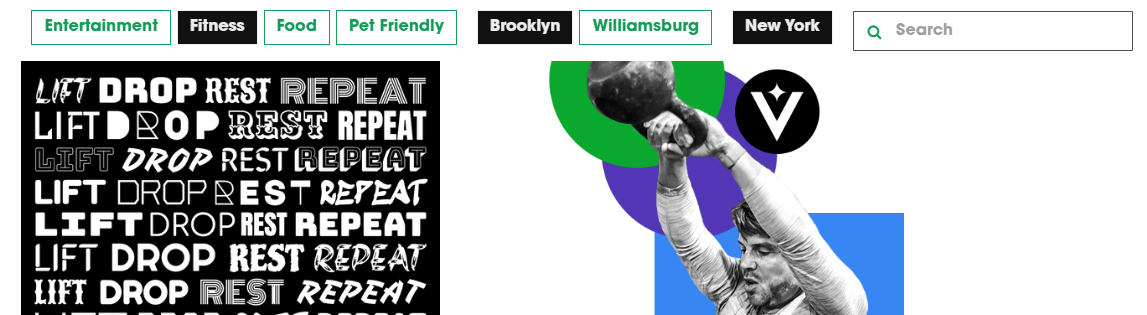 Entertainment Fitness Food Pet Friendly Brooklyn Williamsburg New York Search
LIFT DROP REST REPEAT
LIFT DROP REST REPEAT
LIFT DROP REST REPEAT
LIFT DROP REST REPEAT
LIFT DROP REST REPEAT
LIFT DROP REST REPEAT
LIFT DROP REST REPEAT
V